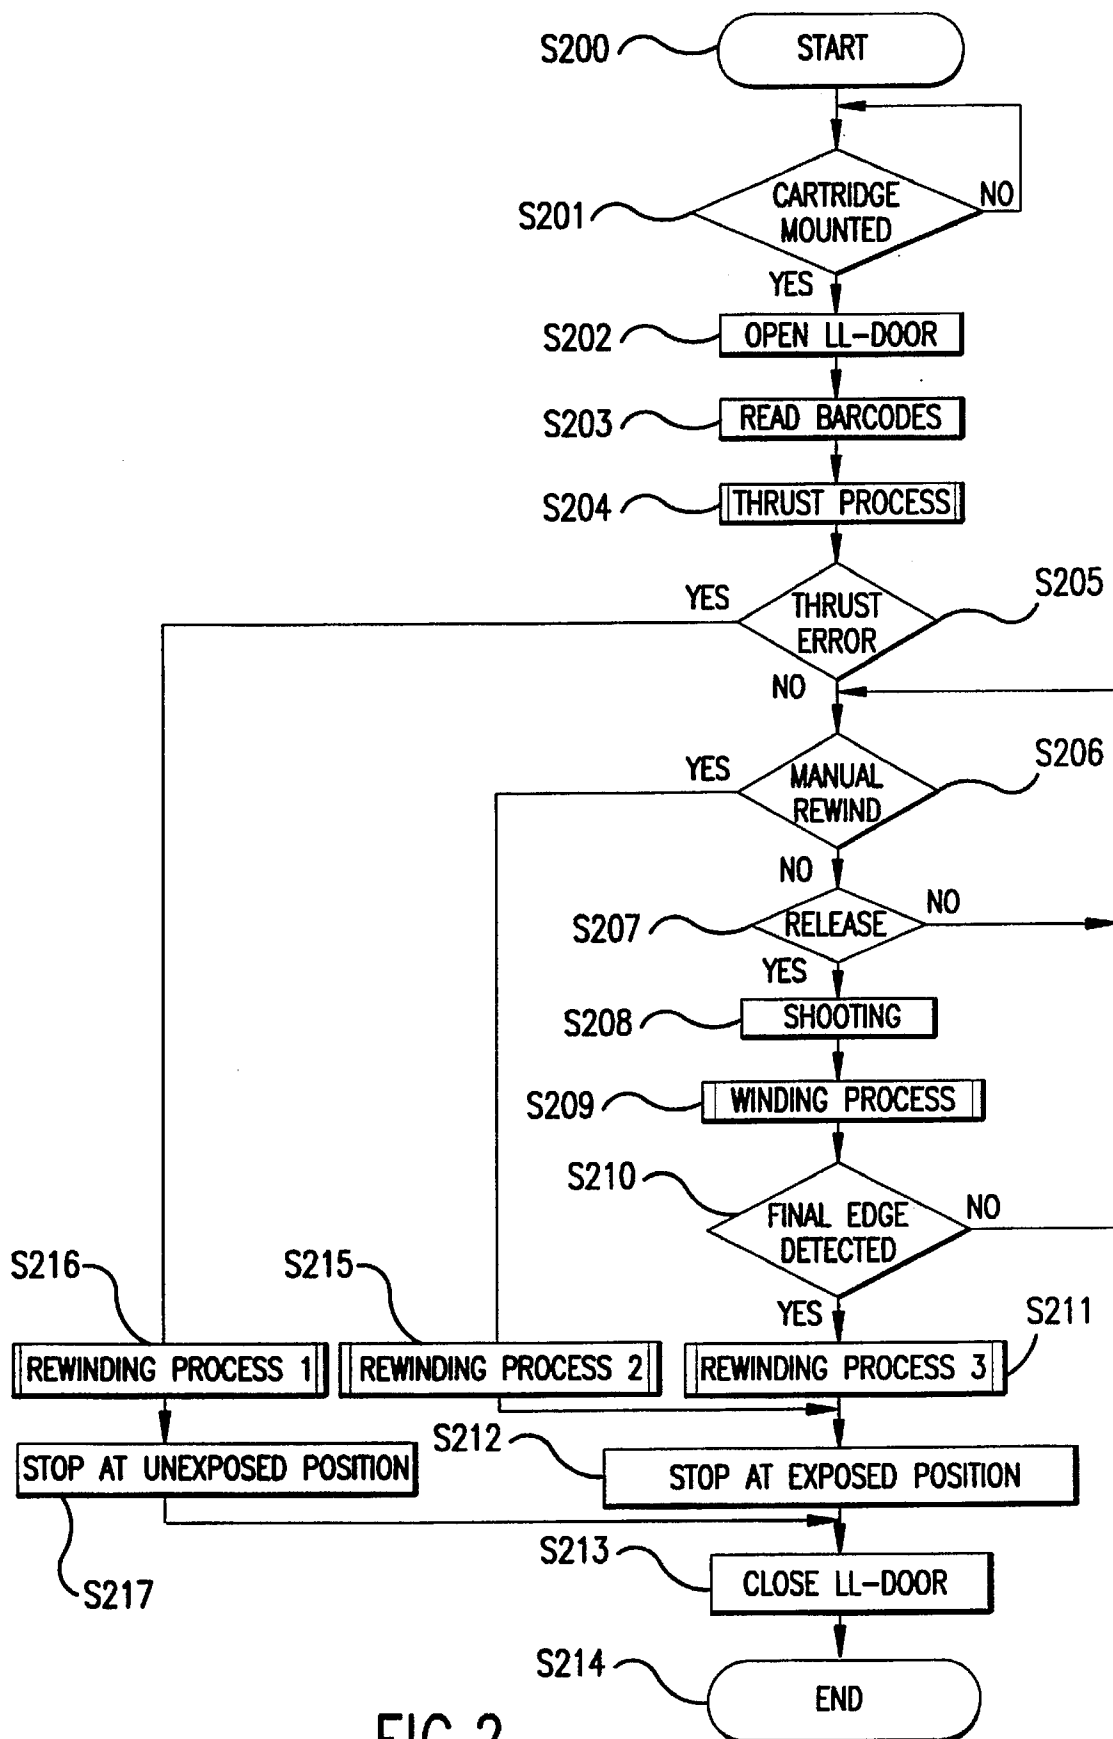 S200
START
S201
CARTRIDGE
MOUNTED
NO
YES
S202
OPEN LL-DOOR
S203
READ BARCODES
S204
THRUST PROCESS
S205
YES
THRUST
ERROR
NO
S206
YES
MANUAL
REWIND
NO
S207
RELEASE
NO
YES
S208
SHOOTING
S209
WINDING PROCESS
S210
FINAL EDGE
DETECTED
NO
YES
S216
S215
S211
REWINDING PROCESS 1
REWINDING PROCESS 2
REWINDING PROCESS 3
S212
STOP AT UNEXPOSED POSITION
STOP AT EXPOSED POSITION
S217
S213
CLOSE LL-DOOR
S214
END
FIG.2